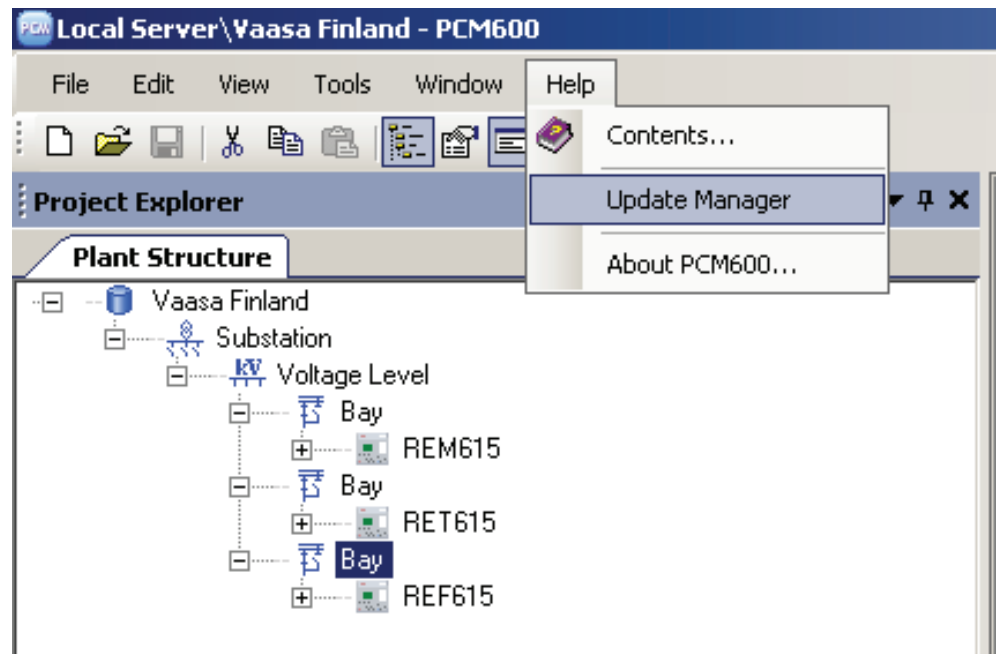 PCM Local Server\Vaasa Finland - PCM600
File Edit View Tools Window Help
Contents...
Project Explorer
Update Manager
Plant Structure
About PCM600...
Vaasa Finland
Substation
kV Voltage Level
Bay
REM615
Bay
RET615
Bay
REF615